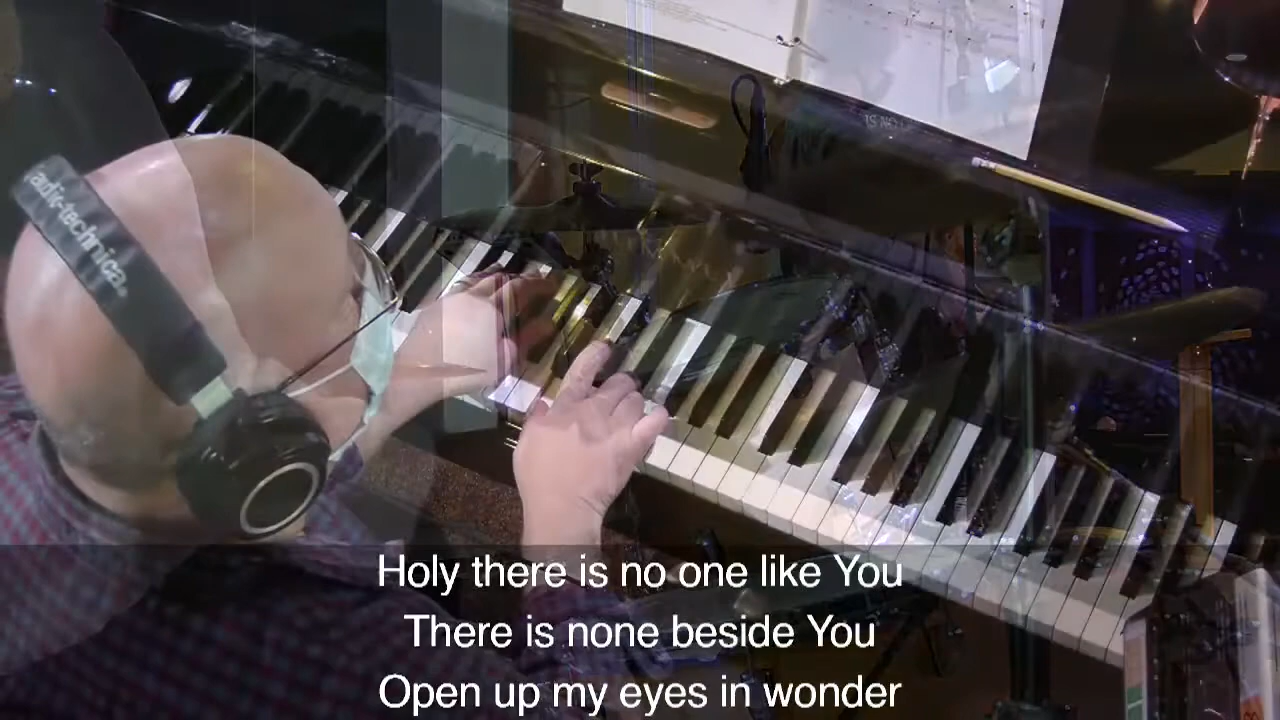 audio-technica.
Holy there is no one like You
There is none beside You
Open up my eyes in wonder